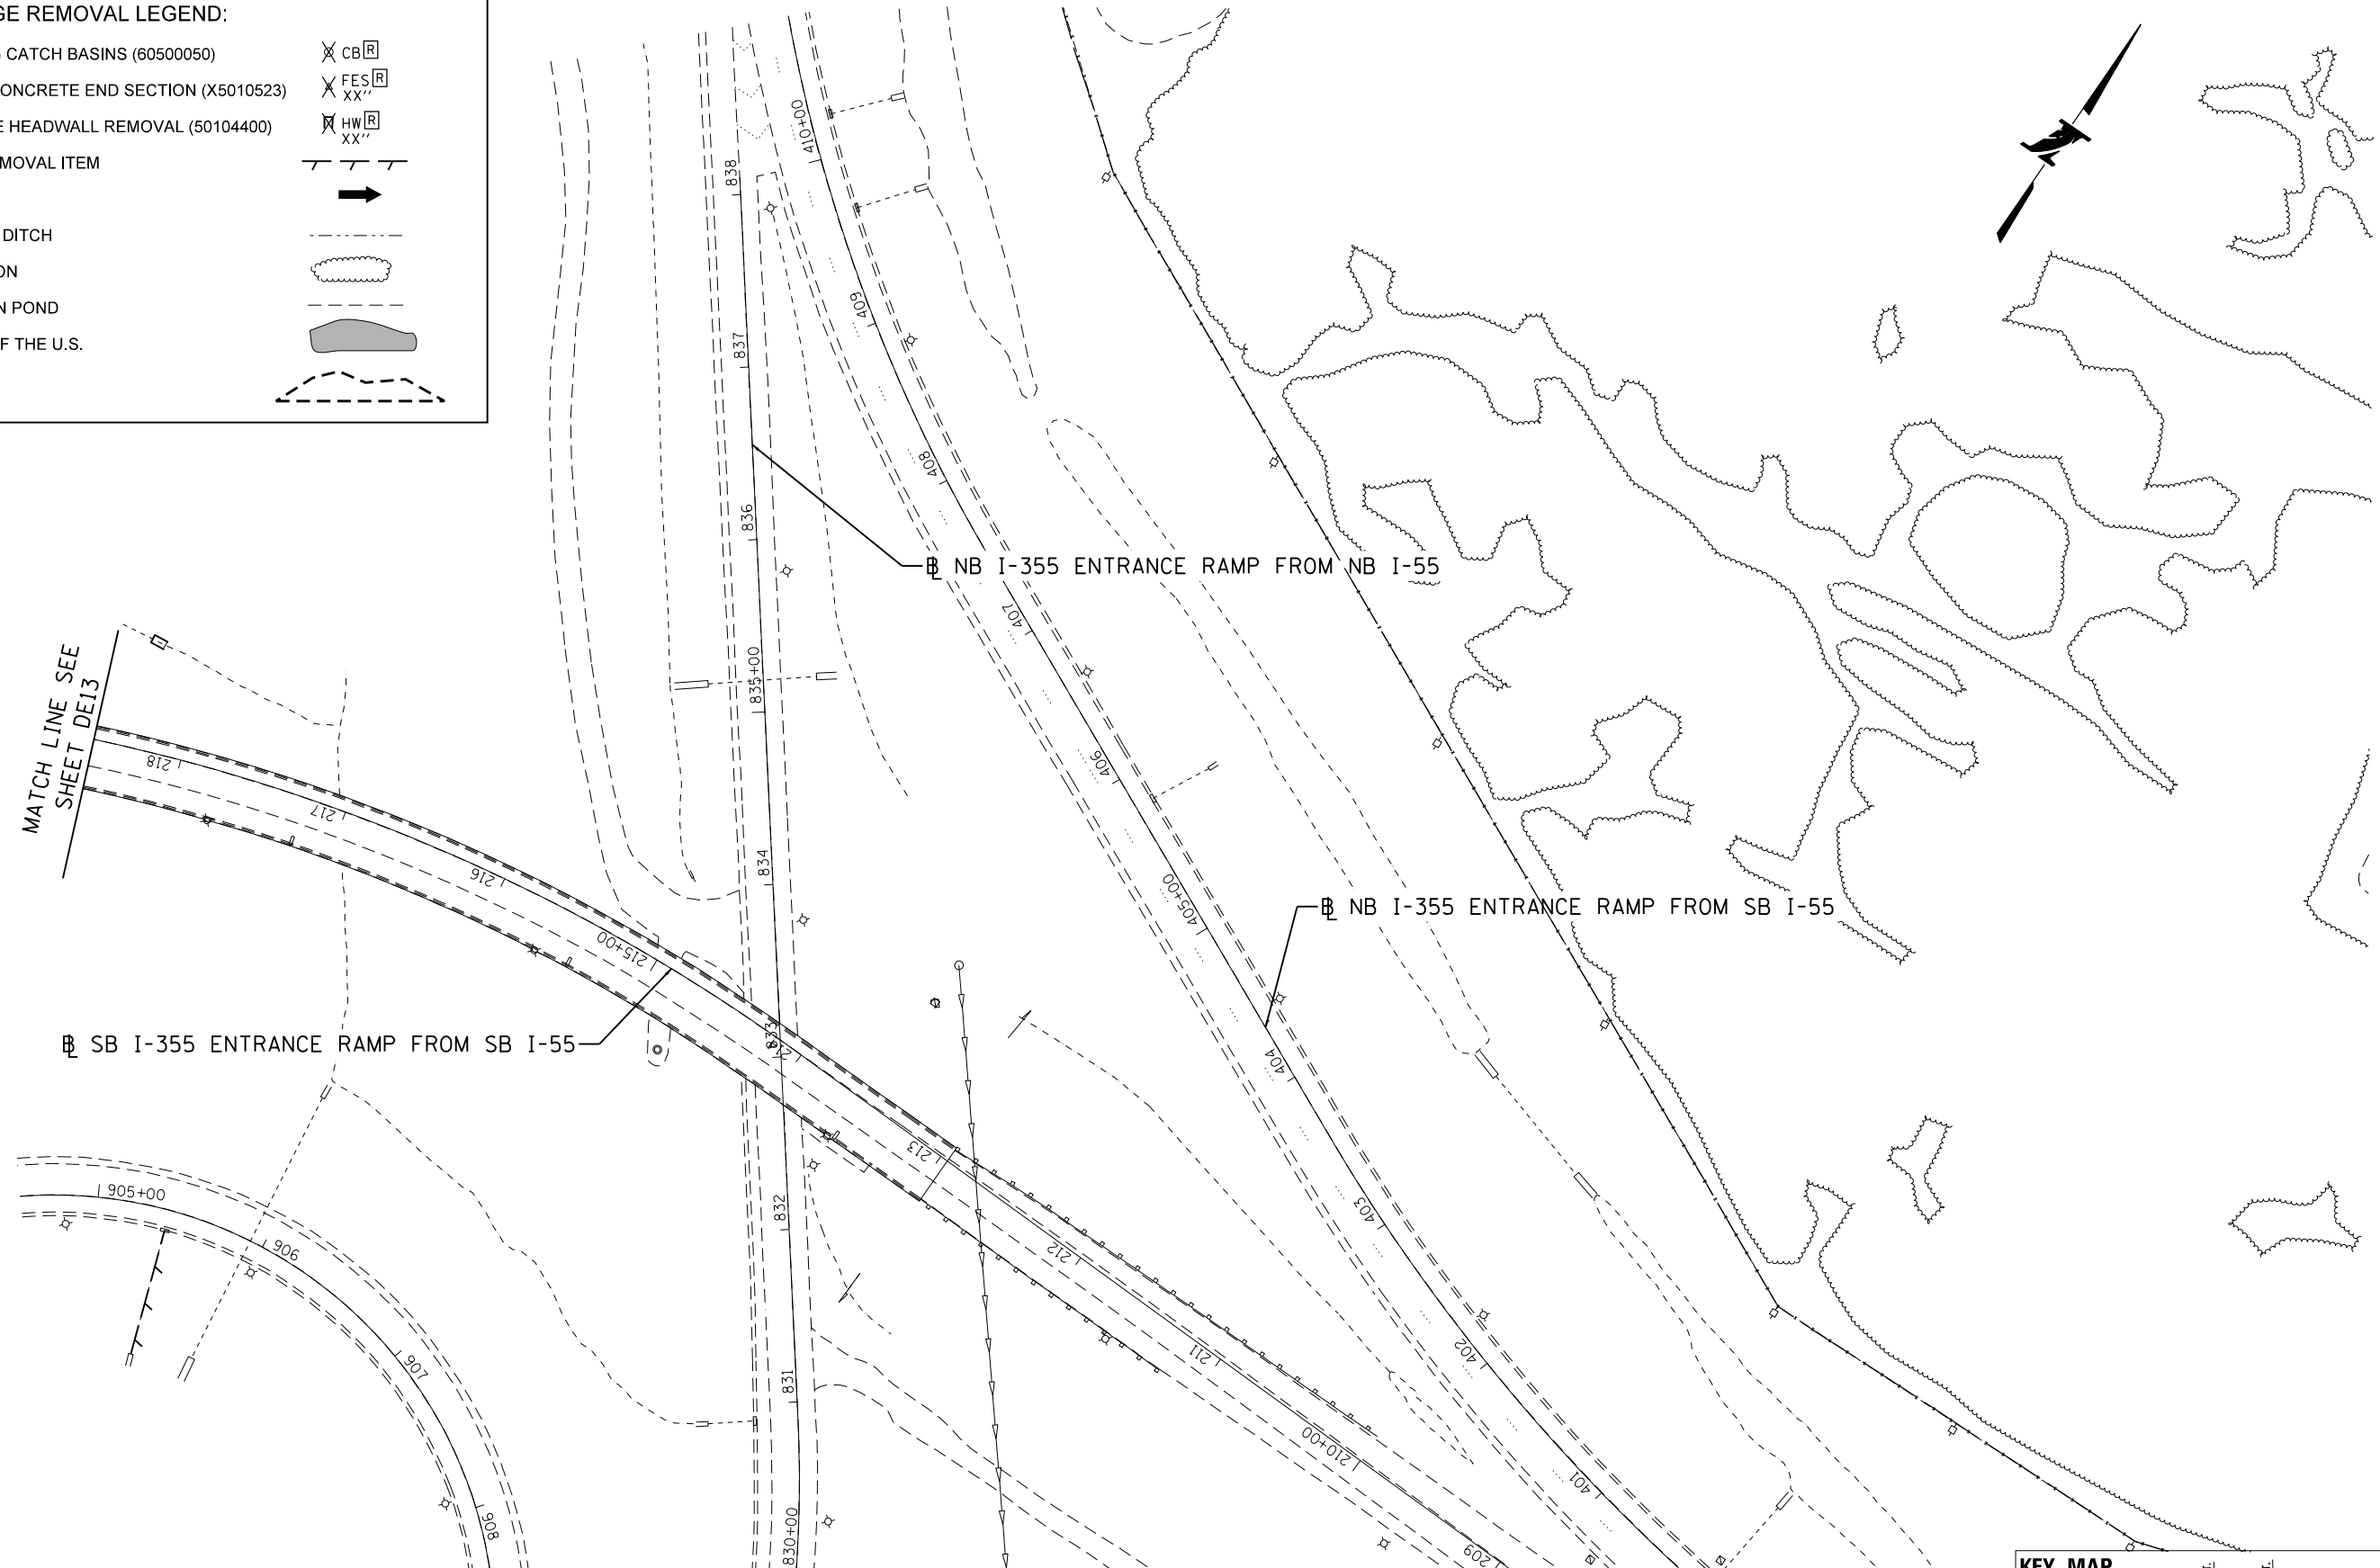 GE REMOVAL LEGEND:
CATCH BASINS (60500050)
CB R
ONCRETE END SECTION (X5010523)
FES R
XX''
E HEADWALL REMOVAL (50104400)
HW R
XX''
MOVAL ITEM
DITCH
ON
N POND
F THE U.S.
410+00
838
409
837
408
836
℄ NB I-355 ENTRANCE RAMP FROM NB I-55
407
835+00
MATCH LINE SEE
SHEET DE13
218
406
217
834
216
405+00
℄ NB I-355 ENTRANCE RAMP FROM SB I-55
215+00
833
214
℄ SB I-355 ENTRANCE RAMP FROM SB I-55
404
213
905+00
832
403
906
212
907
831
211
402
210+00
401
908
830+00
209
KEY MAP